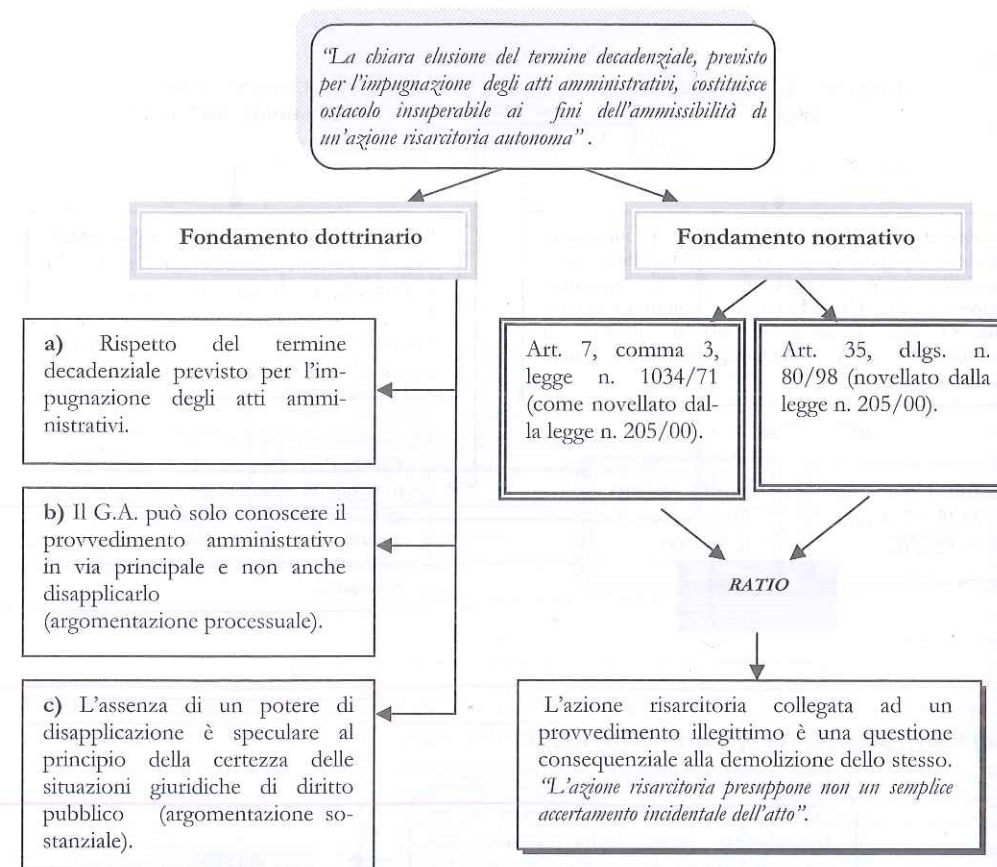 “La chiara elusione del termine decadenziale, previsto
per l'impugnazione degli atti amministrativi, costituisce
ostacolo insuperabile ai fini dell'ammissibilità di
un'azione risarcitoria autonoma” .
Fondamento dottrinario
a) Rispetto del termine
decadenziale previsto per l'im-
pugnazione degli atti ammi-
nistrativi.
b) Il G.A. può solo conoscere il
provvedimento amministrativo
in via principale e non anche
disapplicarlo
(argomentazione processuale).
c) L'assenza di un potere di
disapplicazione è speculare al
principio della certezza delle
situazioni giuridiche di diritto
pubblico (argomentazione so-
stanziale).
Fondamento normativo
Art. 7, comma 3,
legge n. 1034/71
(come novellato dal-
la legge n. 205/00).
Art. 35, d.lgs. n.
80/98 (novellato dalla
legge n. 205/00).
RATIO
L'azione risarcitoria collegata ad un
provvedimento illegittimo è una questione
consequenziale alla demolizione dello stesso.
“L'azione risarcitoria presuppone non un semplice
accertamento incidentale dell'atto”.